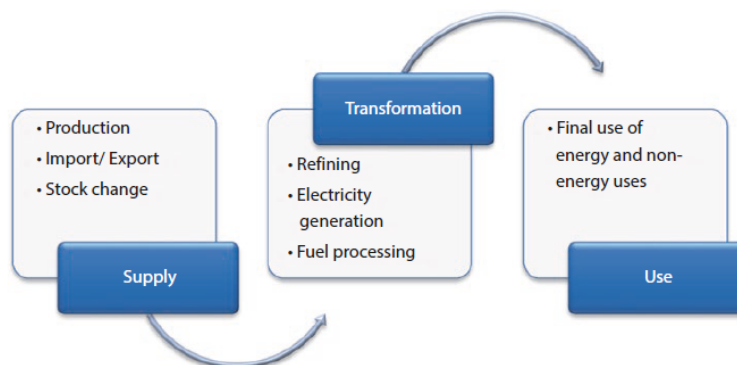 • Production
• Import/ Export
• Stock change
Supply
Transformation
• Refining
• Electricity
generation
• Fuel processing
• Final use of
energy and non-
energy uses
Use